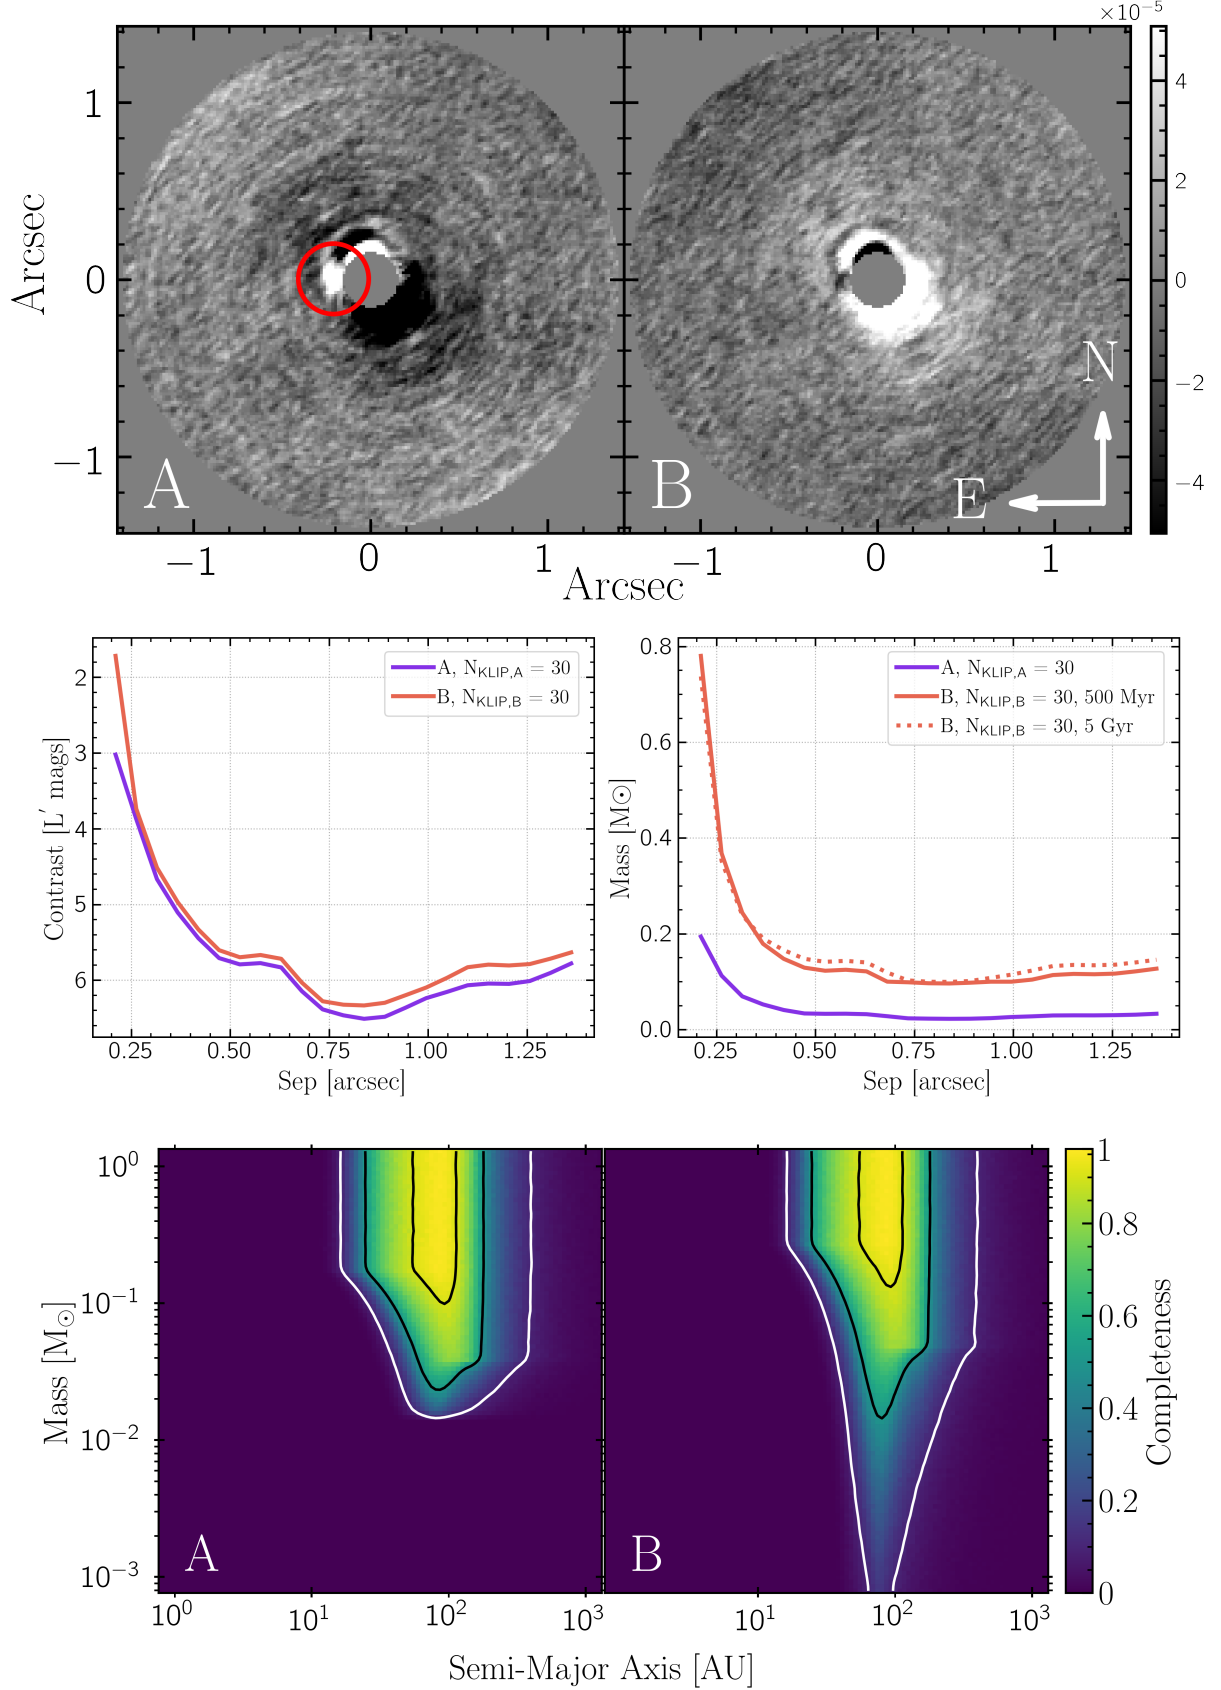 ×10⁻⁵
Arcsec
1
0
−1
A
B
N
E
4
2
0
−2
−4
−1
0
1
−1
0
1
Arcsec
Contrast [L′ mags]
2
3
4
5
6
A, N_KLIP,A = 30
B, N_KLIP,B = 30
0.25 0.50 0.75 1.00 1.25
Sep [arcsec]
Mass [M⊙]
0.8
0.6
0.4
0.2
0.0
A, N_KLIP,A = 30
B, N_KLIP,B = 30, 500 Myr
B, N_KLIP,B = 30, 5 Gyr
0.25 0.50 0.75 1.00 1.25
Sep [arcsec]
Mass [M⊙]
10⁰
10⁻¹
10⁻²
10⁻³
A
B
10⁰ 10¹ 10² 10³
10¹ 10² 10³
Semi-Major Axis [AU]
1
0.8
0.6
0.4
0.2
0
Completeness